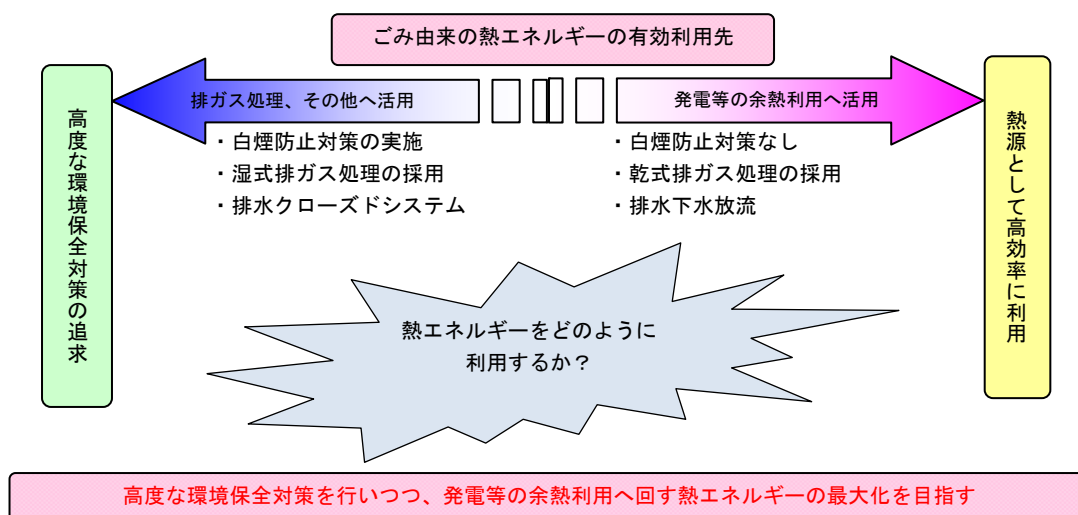 ごみ由来の熱エネルギーの有効利用先
高度な環境保全対策の追求
排ガス処理、その他へ活用
・白煙防止対策の実施
・湿式排ガス処理の採用
・排水クローズドシステム
発電等の余熱利用へ活用
・白煙防止対策なし
・乾式排ガス処理の採用
・排水下水放流
熱源として高効率に利用
熱エネルギーをどのように
利用するか？
高度な環境保全対策を行いつつ、発電等の余熱利用へ回す熱エネルギーの最大化を目指す